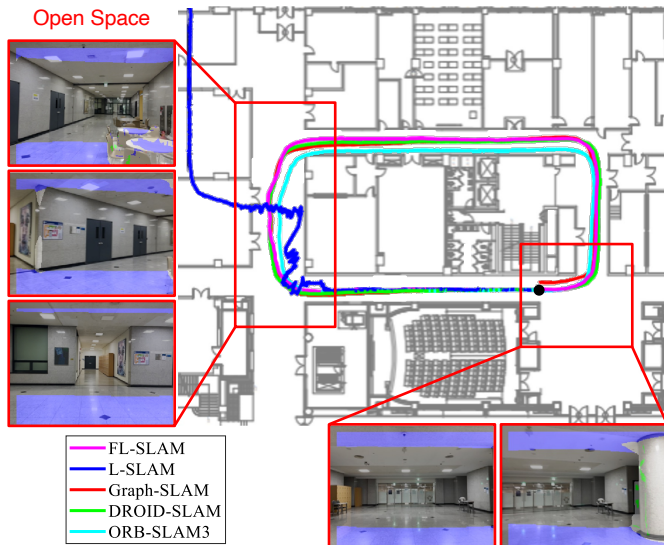 Open Space
FL-SLAM
L-SLAM
Graph-SLAM
DROID-SLAM
ORB-SLAM3